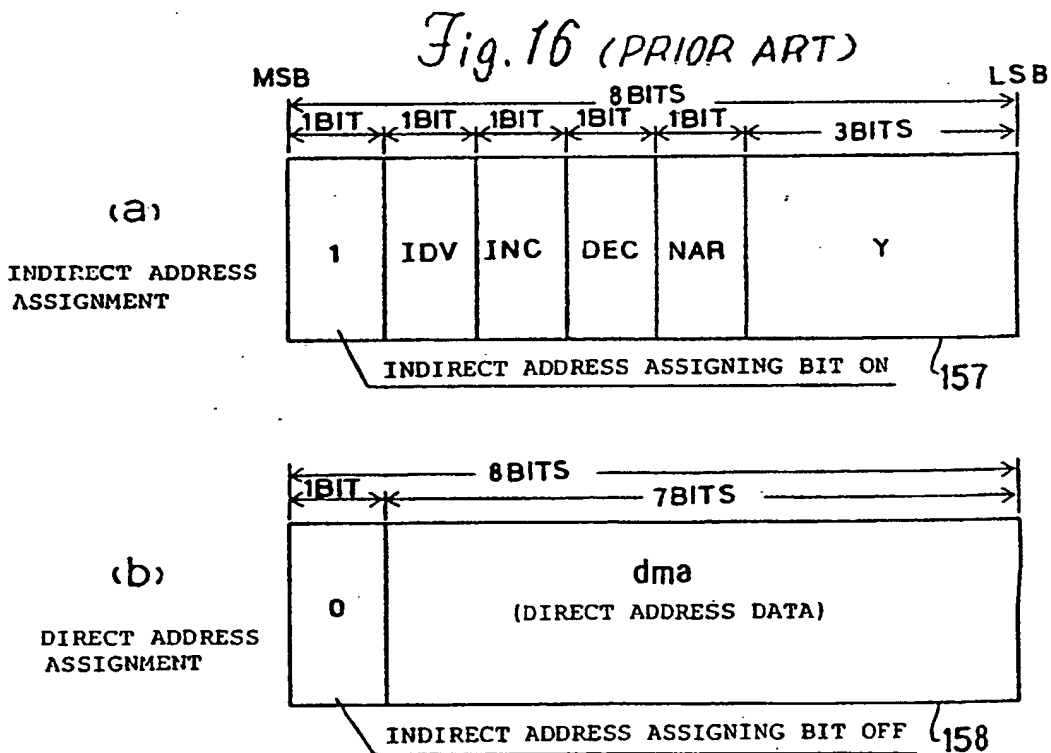 Fig. 16 (PRIOR ART)
MSB LSB
8BITS
1BIT 1BIT 1BIT 1BIT 1BIT 3BITS
(a)
INDIRECT ADDRESS
ASSIGNMENT
1 IDV INC DEC NAR Y
INDIRECT ADDRESS ASSIGNING BIT ON 157
8BITS
1BIT 7BITS
(b)
DIRECT ADDRESS
ASSIGNMENT
0
dma
(DIRECT ADDRESS DATA)
INDIRECT ADDRESS ASSIGNING BIT OFF 158